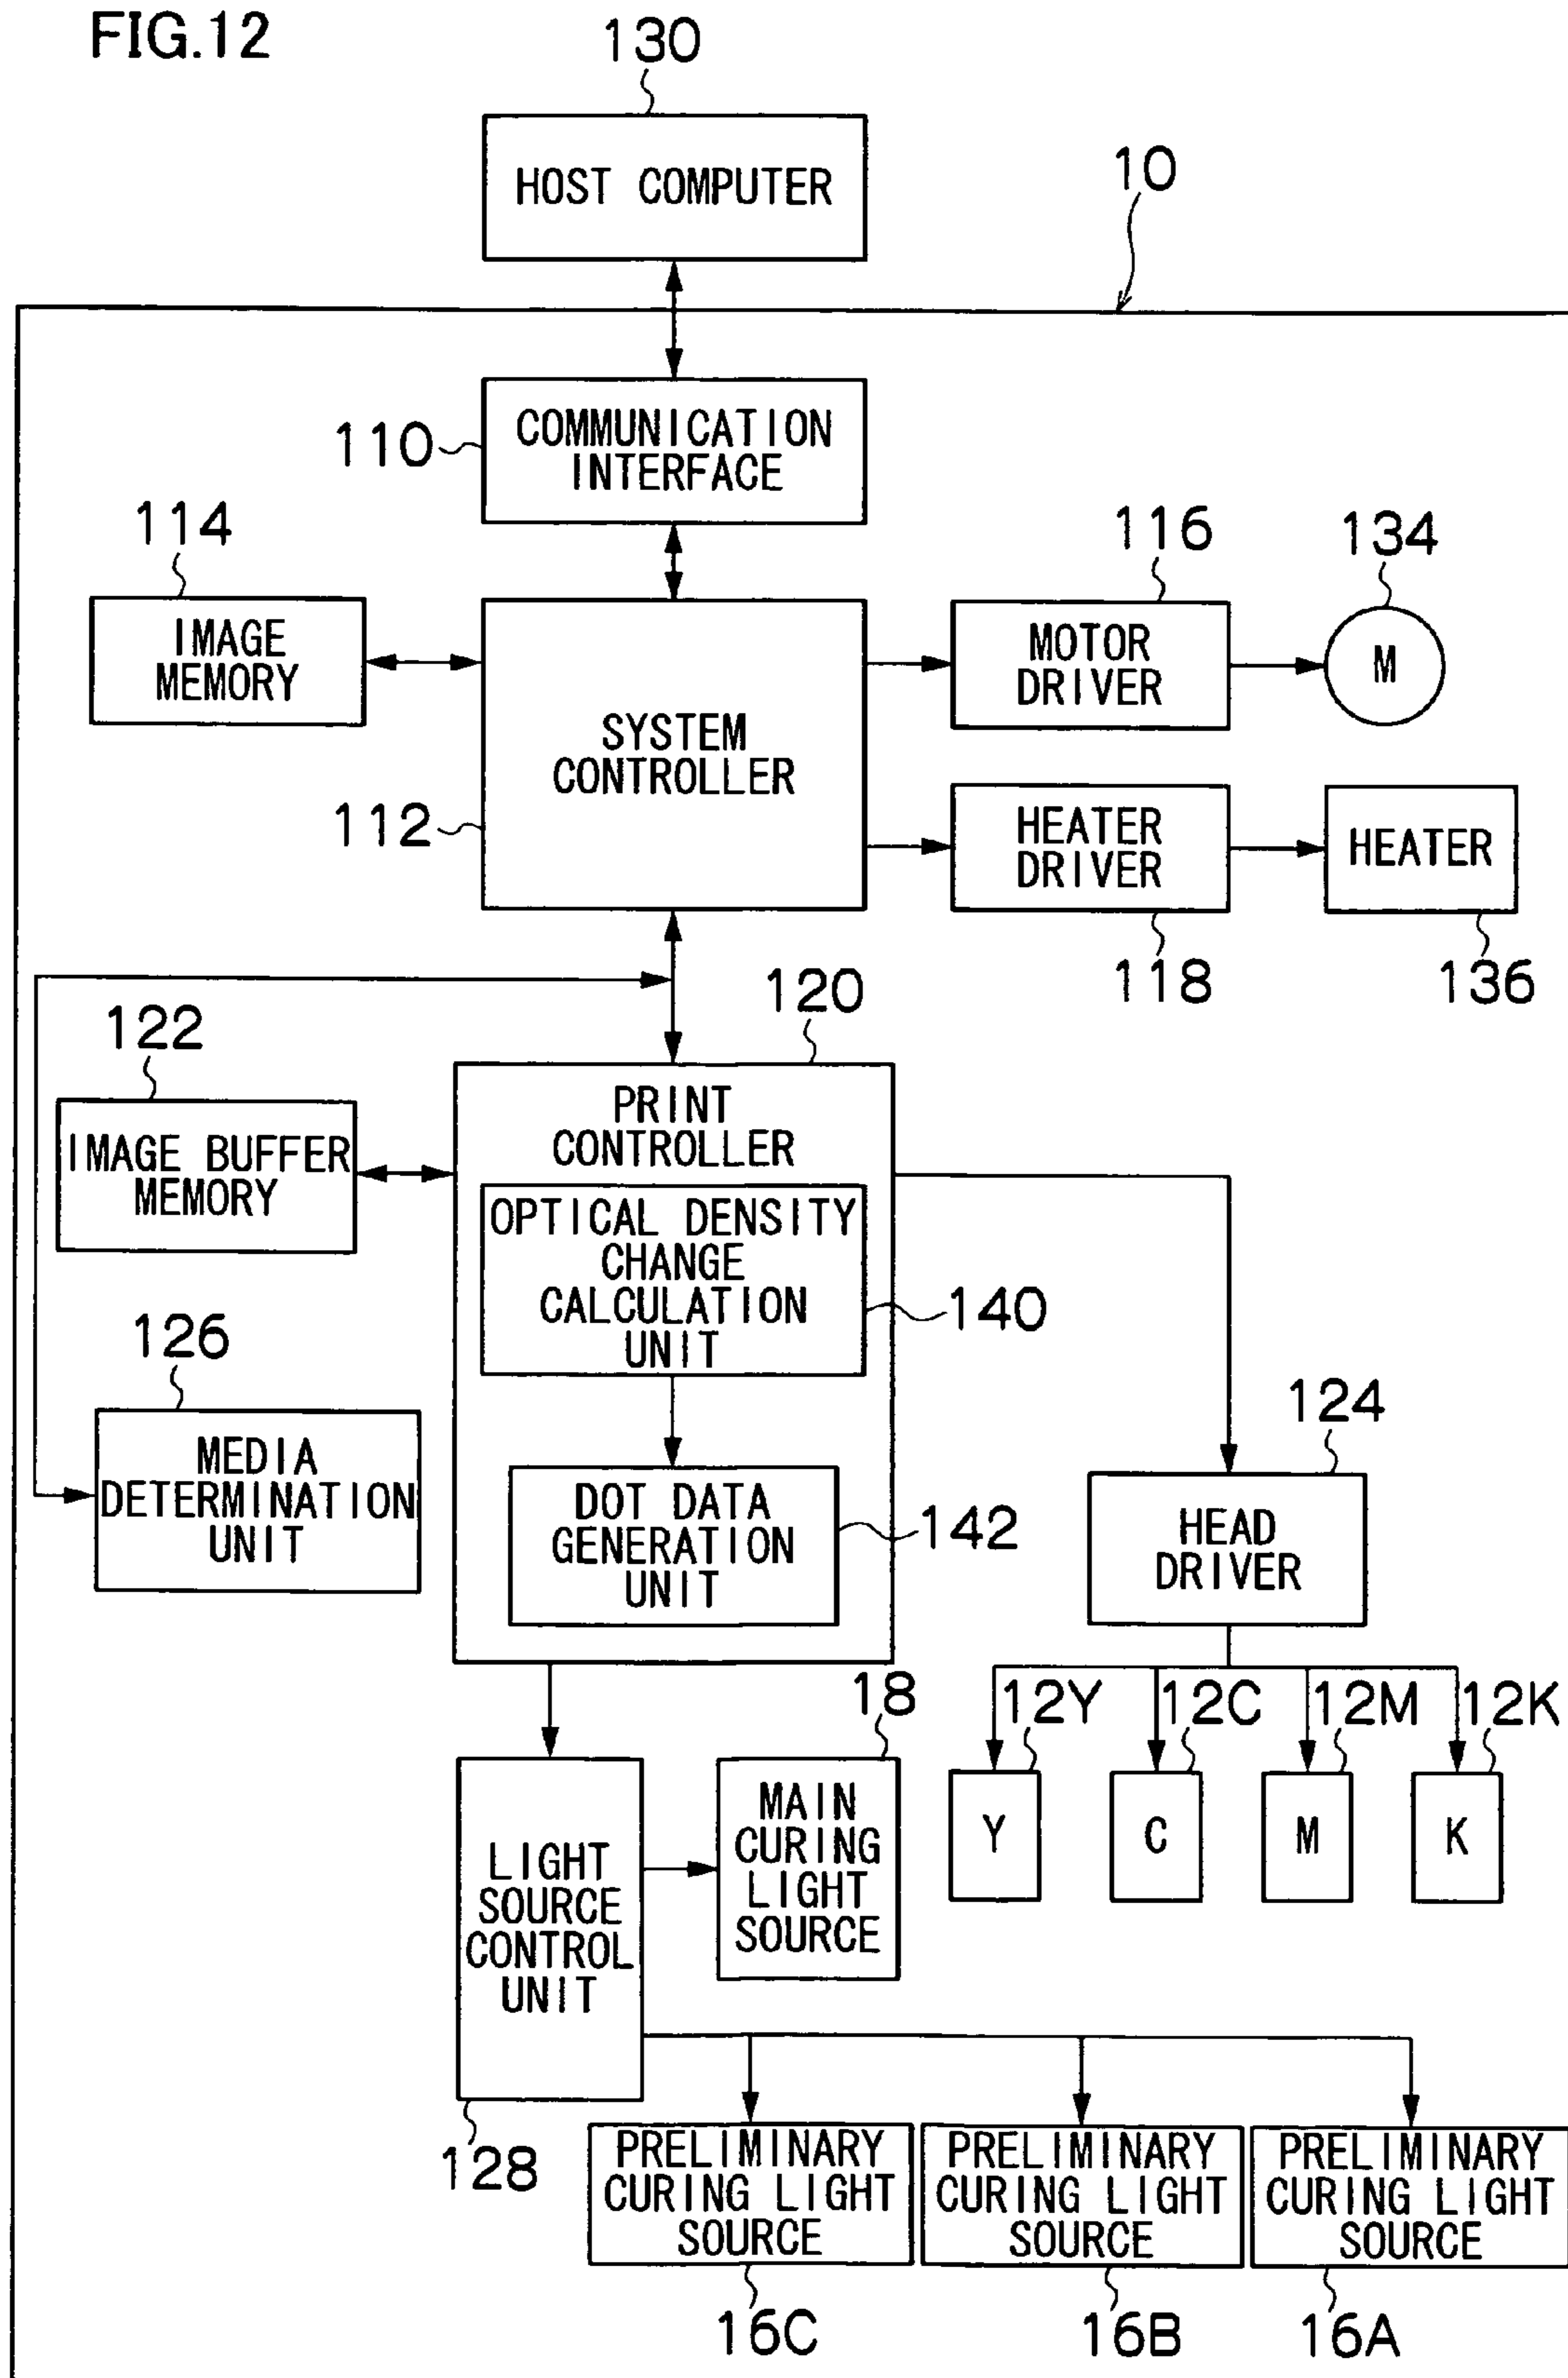 FIG.12
130
HOST COMPUTER
10
110
COMMUNICATION
INTERFACE
114
IMAGE
MEMORY
116
MOTOR
DRIVER
134
M
SYSTEM
CONTROLLER
112
HEATER
DRIVER
118
HEATER
136
120
122
IMAGE BUFFER
MEMORY
PRINT
CONTROLLER
OPTICAL DENSITY
CHANGE
CALCULATION
UNIT
140
126
MEDIA
DETERMINATION
UNIT
DOT DATA
GENERATION
UNIT
142
124
HEAD
DRIVER
18
12Y
12C
12M
12K
MAIN
CURING
LIGHT
SOURCE
Y
C
M
K
LIGHT
SOURCE
CONTROL
UNIT
128
PRELIMINARY
CURING LIGHT
SOURCE
16C
PRELIMINARY
CURING LIGHT
SOURCE
16B
PRELIMINARY
CURING LIGHT
SOURCE
16A